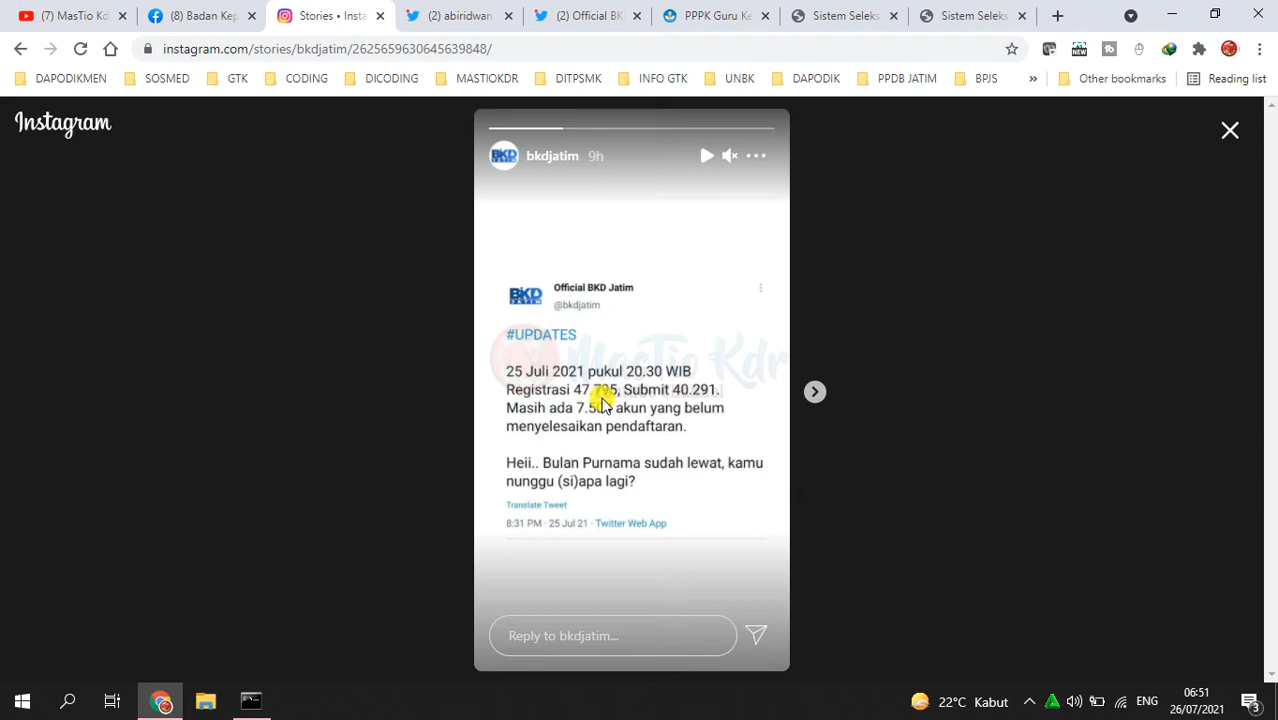 (8) MasTio Kd
(8) Badan Kep
Stories • Insta
(2) abiridwan
(2) Official BK
PPPK Guru Ke
Sistem Seleks
Sistem Seleks
instagram.com/stories/bkdjatim/2625659630645639848/
DAPODIKMEN
SOSMED
GTK
CODING
DICODING
MASTIOKDR
DITPSMK
INFO GTK
UNBK
DAPODIK
PPDB JATIM
BPJS
»
Other bookmarks
Reading list
Instagram
bkdjatim 9h
BKD
Official BKD Jatim
@bkdjatim
#UPDATES
MasTio Kdr
25 Juli 2021 pukul 20.30 WIB
Registrasi 47.795, Submit 40.291.
Masih ada akun yang belum
menyelesaikan pendaftaran.
Heii.. Bulan Purnama sudah lewat, kamu
nunggu (si)apa lagi?
Translate Tweet
8:31 PM · 25 Jul 21 · Twitter Web App
Reply to bkdjatim...
22°C Kabut
ENG
06:51
26/07/2021
3